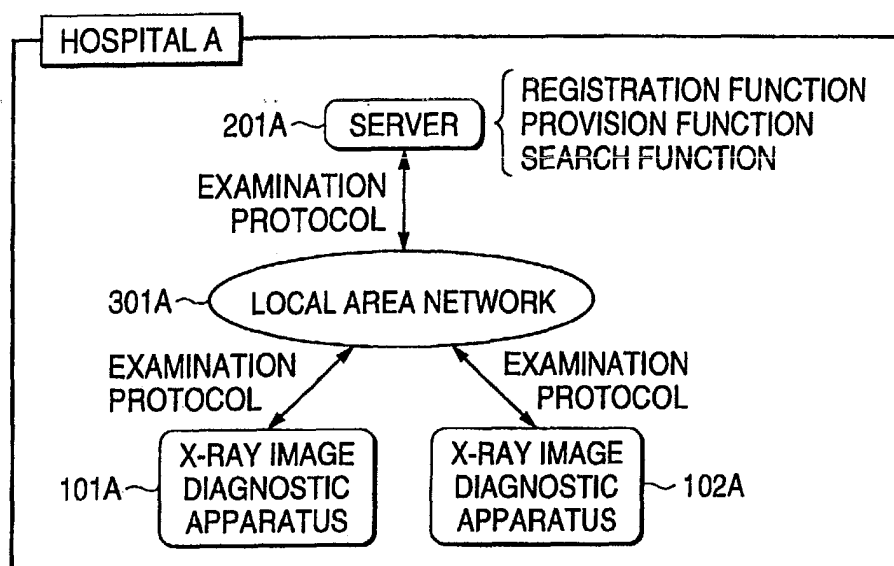 HOSPITAL A
REGISTRATION FUNCTION
201A SERVER PROVISION FUNCTION
SEARCH FUNCTION
EXAMINATION
PROTOCOL
301A LOCAL AREA NETWORK
EXAMINATION EXAMINATION
PROTOCOL PROTOCOL
X-RAY IMAGE X-RAY IMAGE
101A DIAGNOSTIC DIAGNOSTIC 102A
APPARATUS APPARATUS